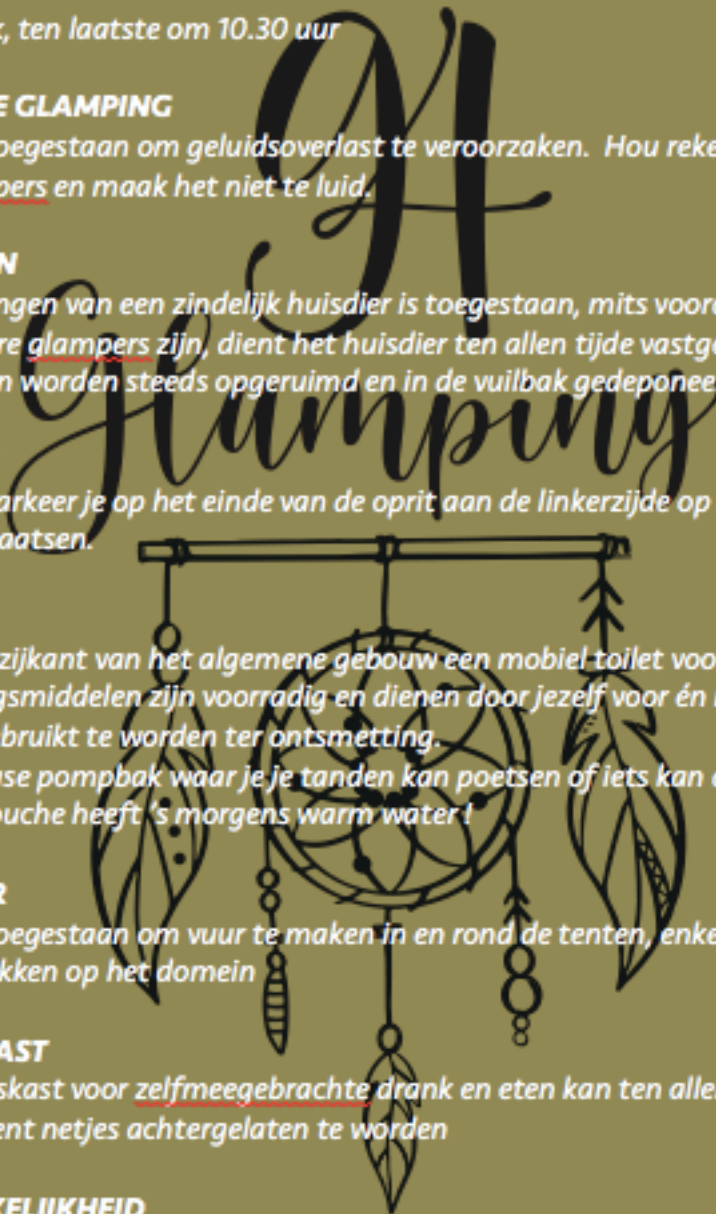 , ten laatste om 10.30 uur
E GLAMPING
oegestaan om geluidsoverlast te veroorzaken. Hou reke
pers en maak het niet te luid.
N
ngen van een zindelijk huisdier is toegestaan, mits voor
re glampers zijn, dient het huisdier ten allen tijde vastg
n worden steeds opgeruimd en in de vuilbak gedeponee
arkeer je op het einde van de oprit aan de linkerzijde op
aatsen.
zijkant van het algemene gebouw een mobiel toilet voo
gsmiddelen zijn voorradig en dienen door jezelf voor én
bruikt te worden ter ontsmetting.
se pompbak waar je je tanden kan poetsen of iets kan
ouche heeft 's morgens warm water !
R
oegestaan om vuur te maken in en rond de tenten, enke
kken op het domein
AST
skast voor zelfmeegebrachte drank en eten kan ten alle
ent netjes achtergelaten te worden
KELIJKHEID
H
Glamping